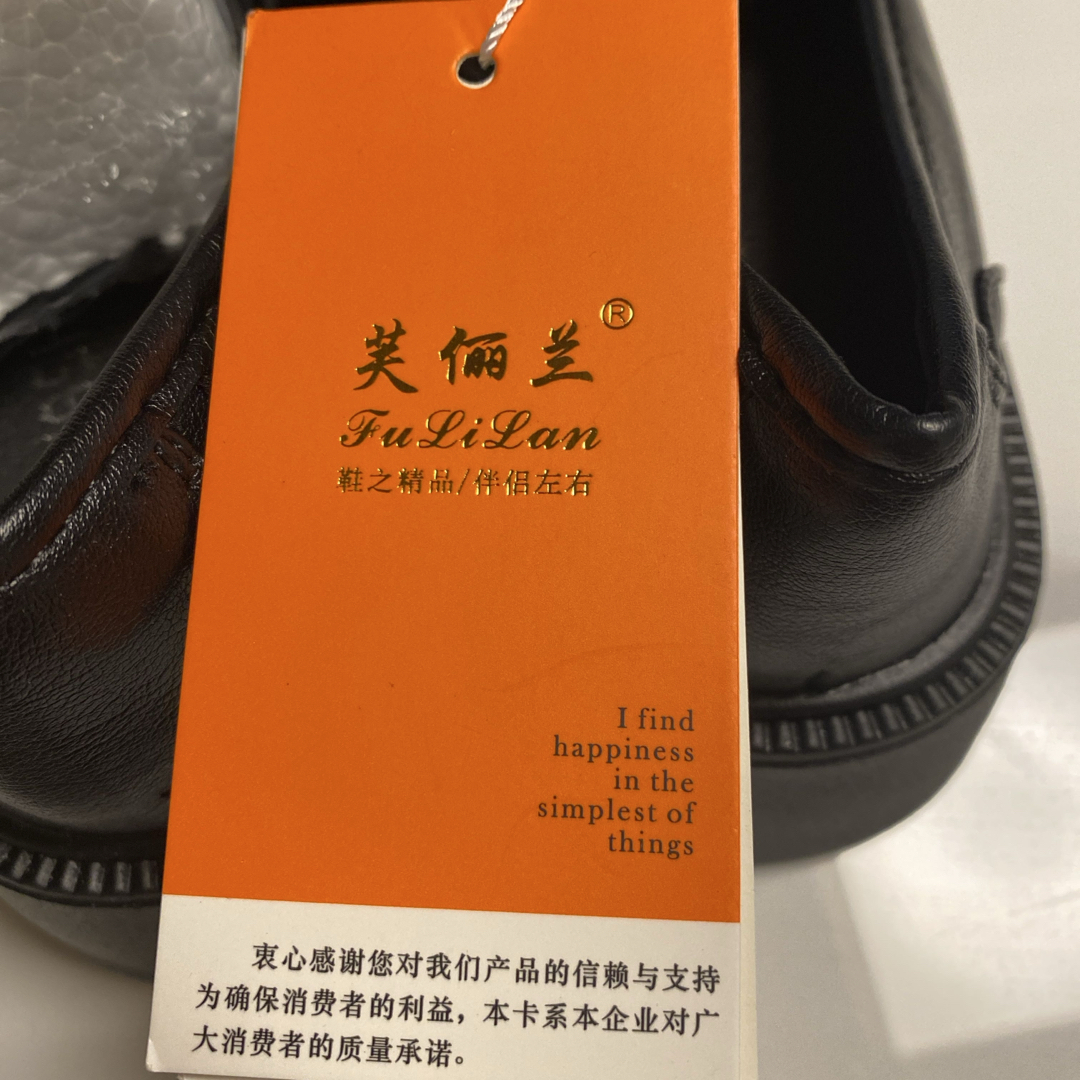 芙俪兰®
FuLiLan
鞋之精品/伴侣左右
I find
happiness
in the
simplest of
things
衷心感谢您对我们产品的信赖与支持
为确保消费者的利益，本卡系本企业对广
大消费者的质量承诺。